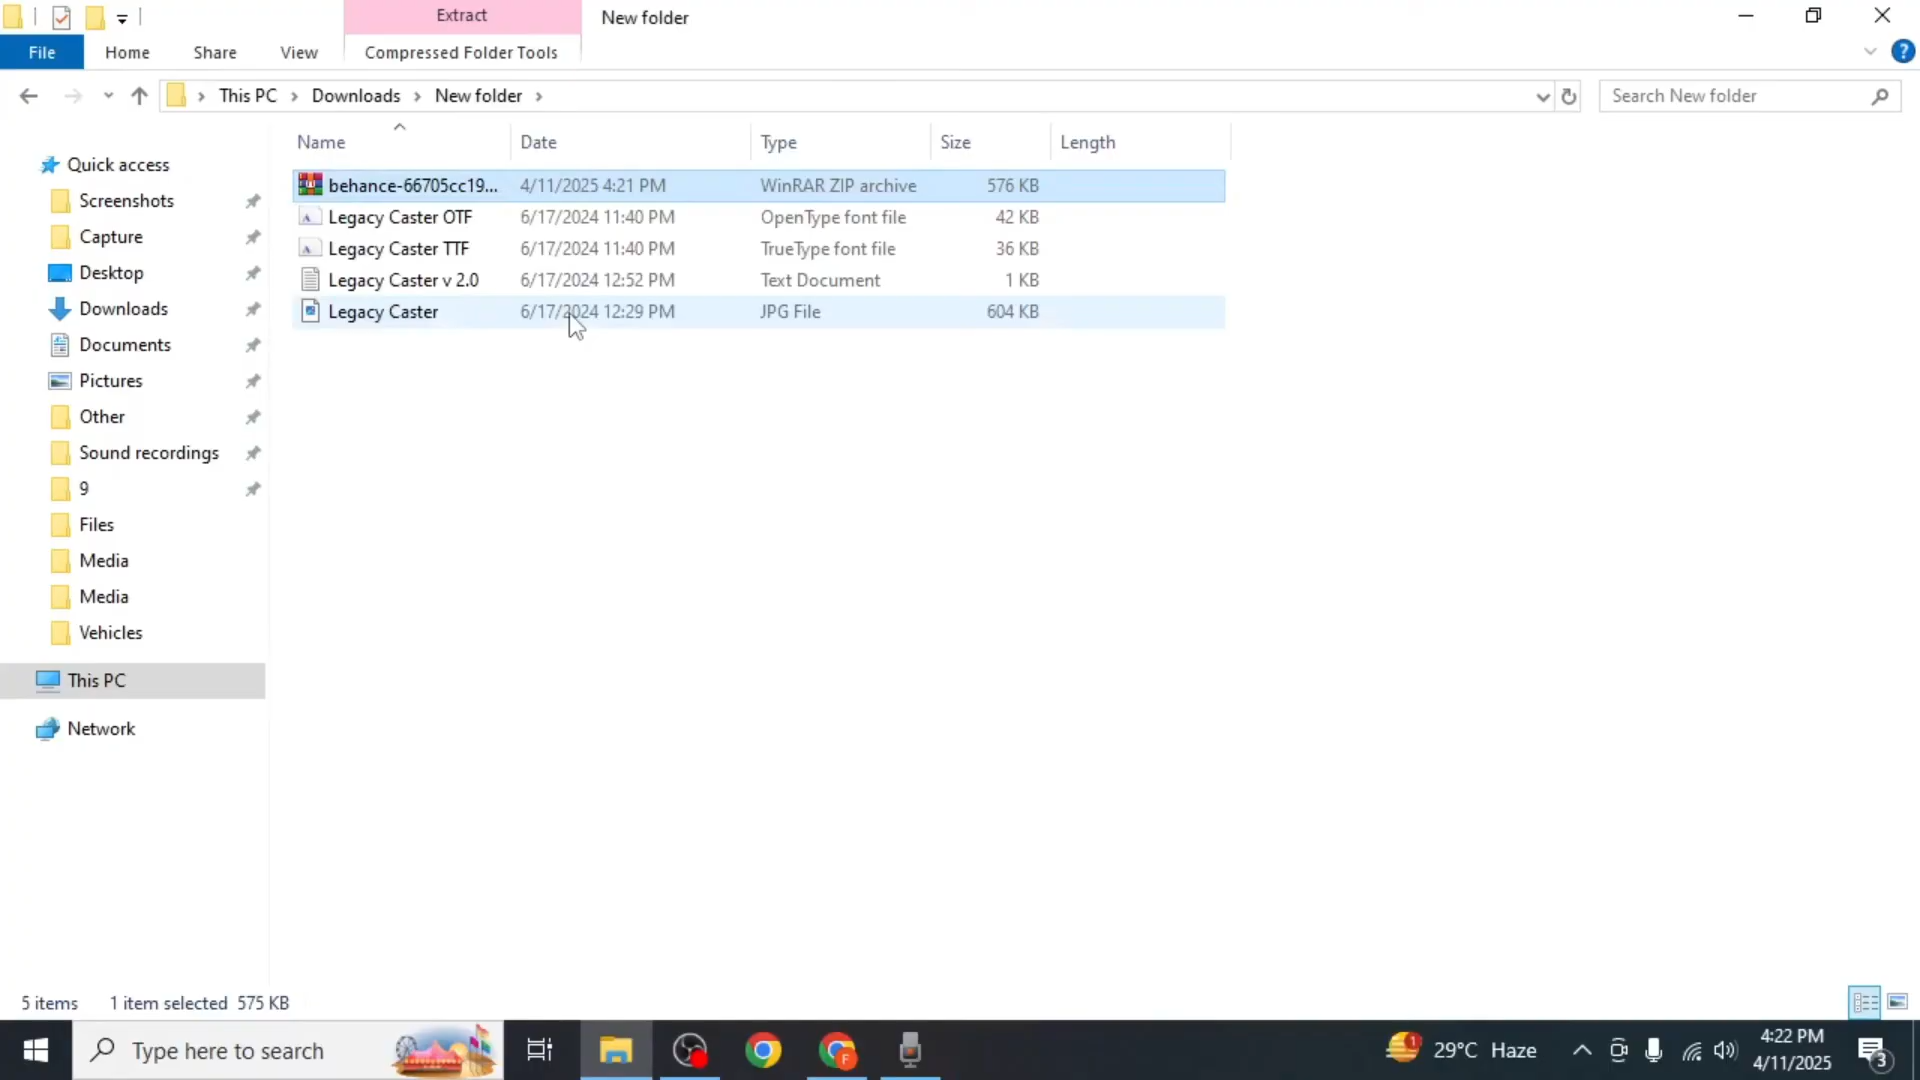 Extract
New folder
File
Home
Share
View
Compressed Folder Tools
?
This PC
Downloads
New folder
Search New folder
Name
Date
Type
Size
Length
behance-66705cc19... 4/11/2025 4:21 PM WinRAR ZIP archive 576 KB
Legacy Caster OTF 6/17/2024 11:40 PM OpenType font file 42 KB
Legacy Caster TTF 6/17/2024 11:40 PM TrueType font file 36 KB
Legacy Caster v 2.0 6/17/2024 12:52 PM Text Document 1 KB
Legacy Caster 6/17/2024 12:29 PM JPG File 604 KB
Quick access
Screenshots
Capture
Desktop
Downloads
Documents
Pictures
Other
Sound recordings
9
Files
Media
Media
Vehicles
This PC
Network
5 items 1 item selected 575 KB
Type here to search
F
1
29°C Haze
4:22 PM
4/11/2025
3